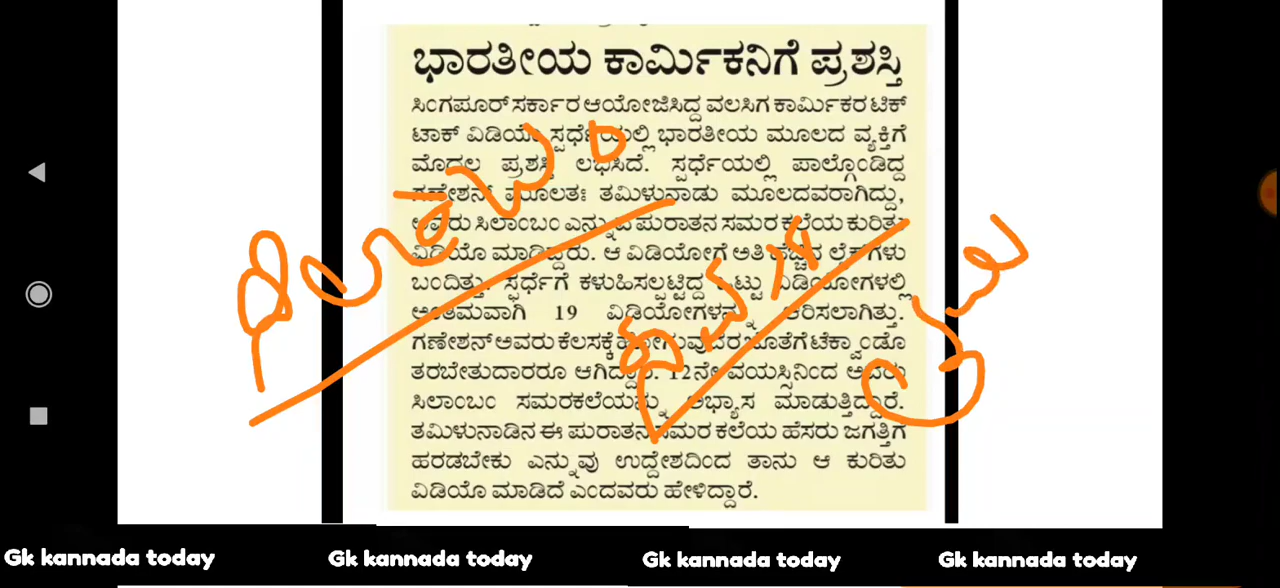 ಭಾರತೀಯ ಕಾರ್ಮಿಕನಿಗೆ ಪ್ರಶಸ್ತಿ
ಸಿಂಗಪೂರ್ ಸರ್ಕಾರ ಆಯೋಜಿಸಿದ್ದ ವಲಸಿಗ ಕಾರ್ಮಿಕರ ಟಿಕ್
ಟಾಕ್ ವಿಡಿಯೊ ಸ್ಪರ್ಧೆಯಲ್ಲಿ ಭಾರತೀಯ ಮೂಲದ ವ್ಯಕ್ತಿಗೆ
ಮೊದಲ ಪ್ರಶಸ್ತಿ ಲಭಿಸಿದೆ. ಸ್ಪರ್ಧೆಯಲ್ಲಿ ಪಾಲ್ಗೊಂಡಿದ್ದ
ಗಣೇಶನ್ ಮೂಲತಃ ತಮಿಳುನಾಡು ಮೂಲದವರಾಗಿದ್ದು,
ಅವರು ಸಿಲಾಂಬಂ ಎನ್ನುವ ಪುರಾತನ ಸಮರ ಕಲೆಯ ಕುರಿತು
ವಿಡಿಯೊ ಮಾಡಿದ್ದರು. ಆ ವಿಡಿಯೋಗೆ ಅತಿ ಹೆಚ್ಚಿನ ಲೈಕ್‌ಗಳು
ಬಂದಿತ್ತು. ಸ್ಪರ್ಧೆಗೆ ಕಳುಹಿಸಲ್ಪಟ್ಟಿದ್ದ ಒಟ್ಟು ವಿಡಿಯೋಗಳಲ್ಲಿ
ಅಂತಿಮವಾಗಿ 19 ವಿಡಿಯೋಗಳನ್ನು ಆರಿಸಲಾಗಿತ್ತು.
ಗಣೇಶನ್ ಅವರು ಕೆಲಸಕ್ಕೆ ಹೋಗುವುದರ ಜೊತೆಗೆ ಟೆಕ್ವಾಂಡೊ
ತರಬೇತುದಾರರೂ ಆಗಿದ್ದಾರೆ. 12ನೇ ವಯಸ್ಸಿನಿಂದ ಅವರು
ಸಿಲಾಂಬಂ ಸಮರಕಲೆಯನ್ನು ಅಭ್ಯಾಸ ಮಾಡುತ್ತಿದ್ದಾರೆ.
ತಮಿಳುನಾಡಿನ ಈ ಪುರಾತನ ಸಮರ ಕಲೆಯ ಹೆಸರು ಜಗತ್ತಿಗೆ
ಹರಡಬೇಕು ಎನ್ನುವು ಉದ್ದೇಶದಿಂದ ತಾನು ಆ ಕುರಿತು
ವಿಡಿಯೊ ಮಾಡಿದೆ ಎಂದವರು ಹೇಳಿದ್ದಾರೆ.
Gk kannada today Gk kannada today Gk kannada today Gk kannada today